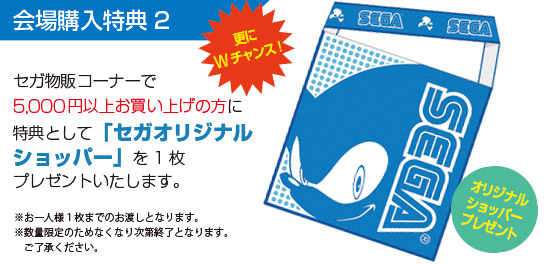 会場購入特典 2
更に
Wチャンス!
セガ物販コーナーで
5,000円以上お買い上げの方に
特典として「セガオリジナル
ショッパー」を1枚
プレゼントいたします。
※お一人様1枚までのお渡しとなります。
※数量限定のためなくなり次第終了となります。
ご了承ください。
SEGA
SEGA
SEGA®
オリジナル
ショッパー
プレゼント